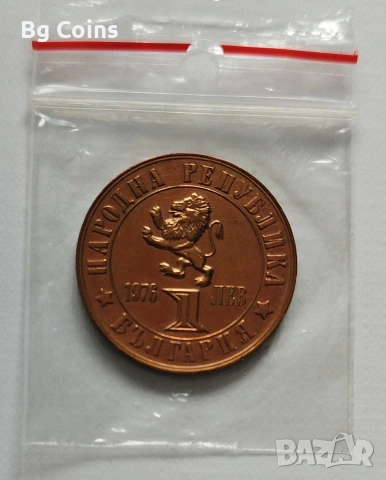 Bg Coins
НАРОДНА РЕПУБЛИКА
1976 1 ЛЕВ
БЪЛГАРИЯ
BAZAR